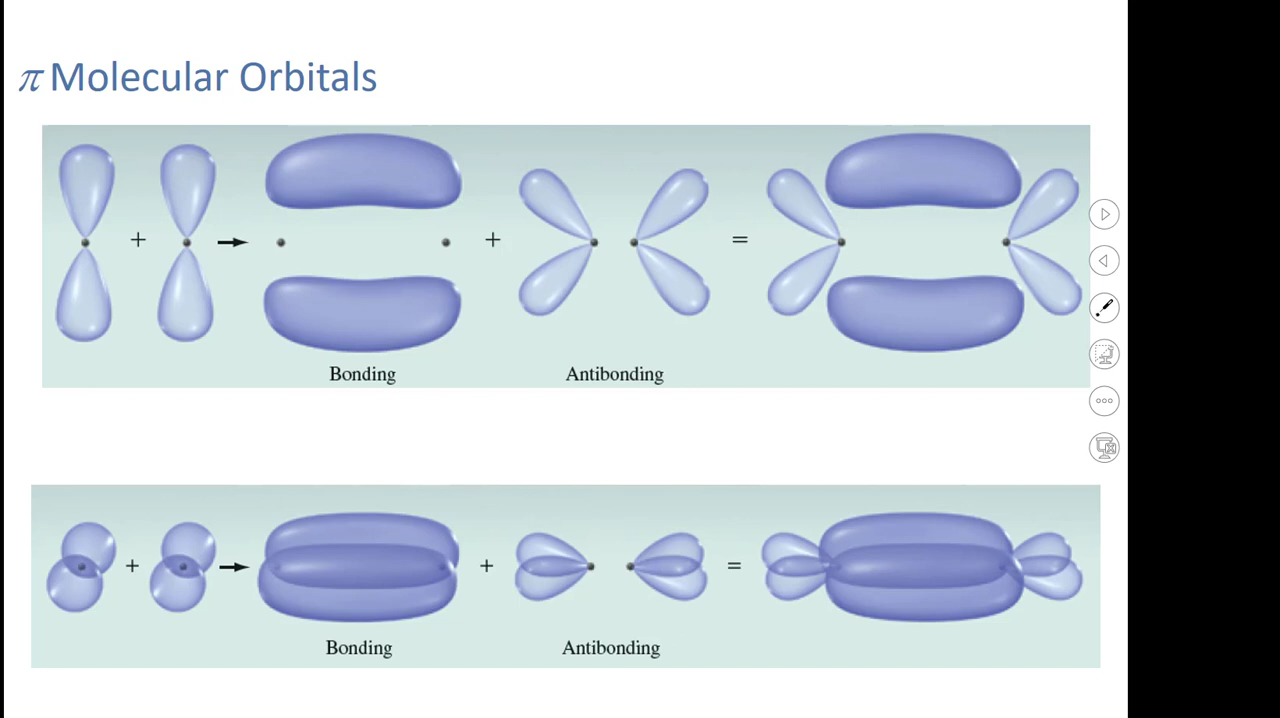 π Molecular Orbitals
+ + =
Bonding Antibonding
+ + =
Bonding Antibonding